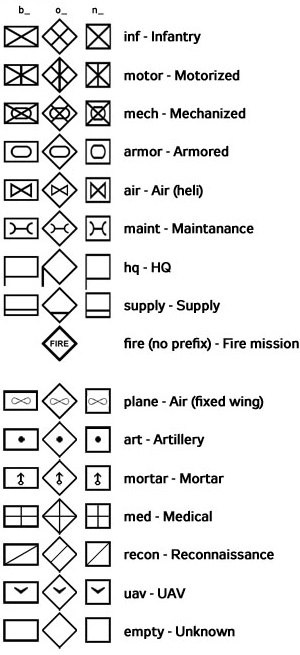 b_ o_ n_
inf - Infantry
motor - Motorized
mech - Mechanized
armor - Armored
air - Air (heli)
maint - Maintanance
hq - HQ
supply - Supply
FIRE fire (no prefix) - Fire mission
plane - Air (fixed wing)
art - Artillery
mortar - Mortar
med - Medical
recon - Reconnaissance
uav - UAV
empty - Unknown